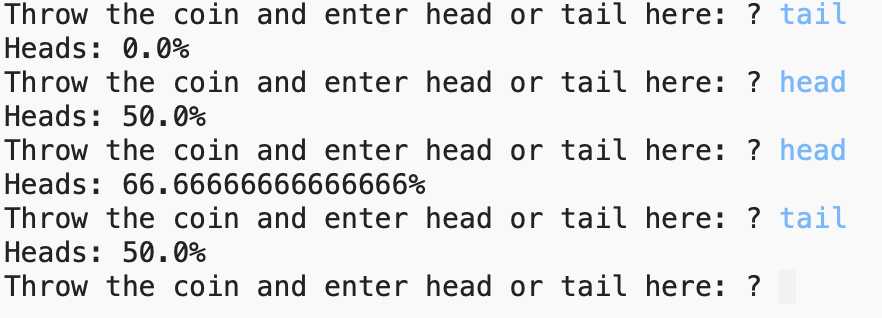 Throw the coin and enter head or tail here: ? tail
Heads: 0.0%
Throw the coin and enter head or tail here: ? head
Heads: 50.0%
Throw the coin and enter head or tail here: ? head
Heads: 66.66666666666666%
Throw the coin and enter head or tail here: ? tail
Heads: 50.0%
Throw the coin and enter head or tail here: ?